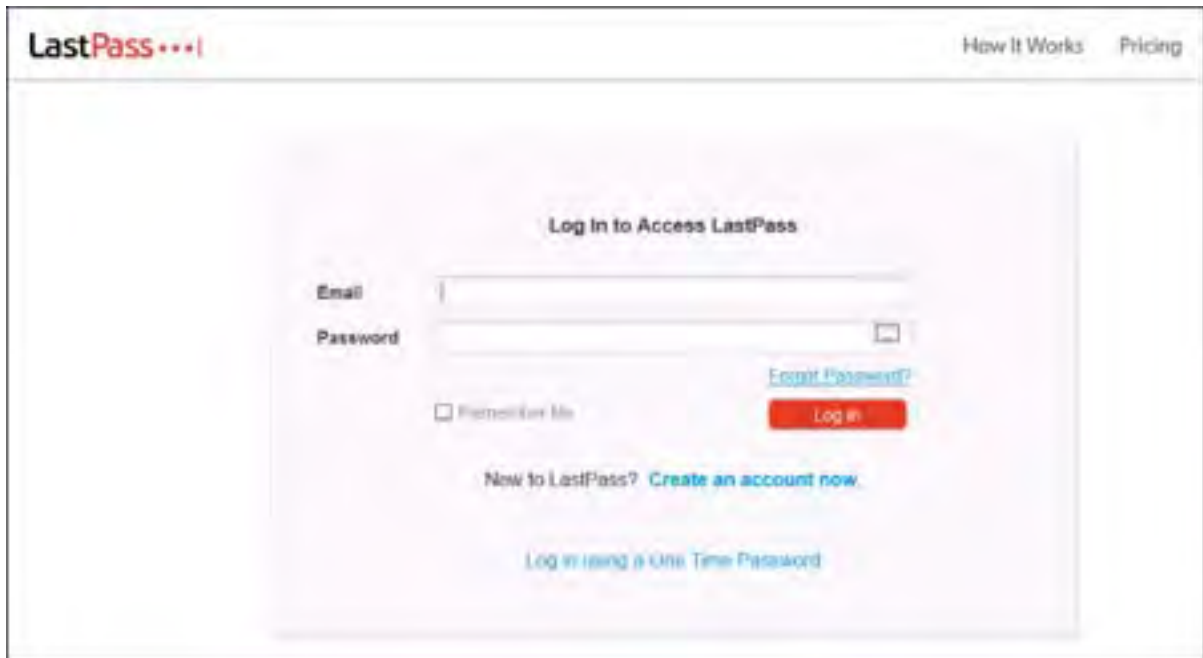 LastPass
How It Works Pricing
Log In to Access LastPass
Email
Password
Forgot Password?
Remember Me
Log In
New to LastPass? Create an account now.
Log in using a One Time Password